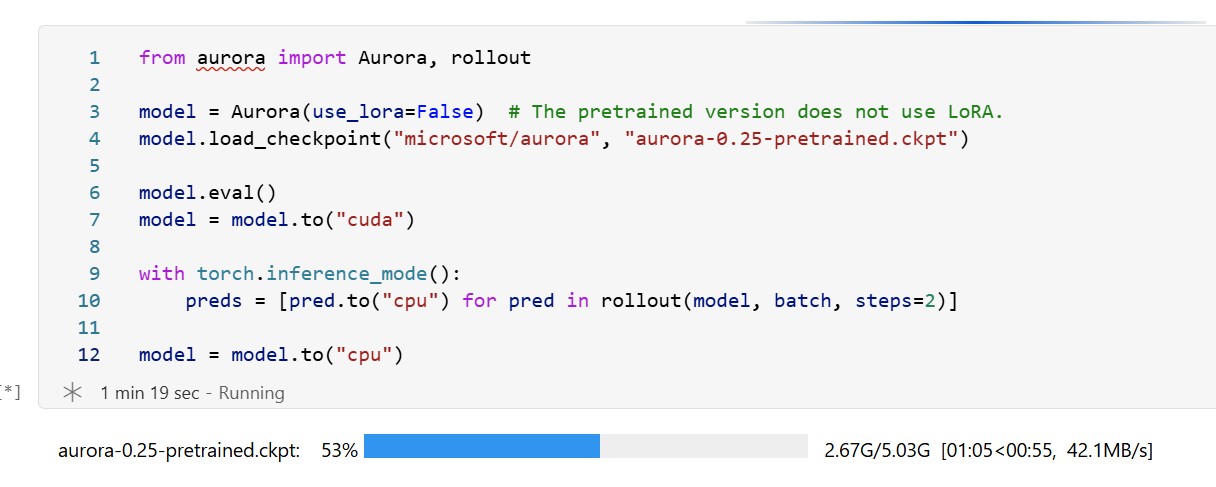 1 from aurora import Aurora, rollout
2
3 model = Aurora(use_lora=False)  # The pretrained version does not use LoRA.
4 model.load_checkpoint("microsoft/aurora", "aurora-0.25-pretrained.ckpt")
5
6 model.eval()
7 model = model.to("cuda")
8
9 with torch.inference_mode():
10     preds = [pred.to("cpu") for pred in rollout(model, batch, steps=2)]
11
12 model = model.to("cpu")
[*] 1 min 19 sec - Running
aurora-0.25-pretrained.ckpt: 53% 2.67G/5.03G [01:05<00:55, 42.1MB/s]